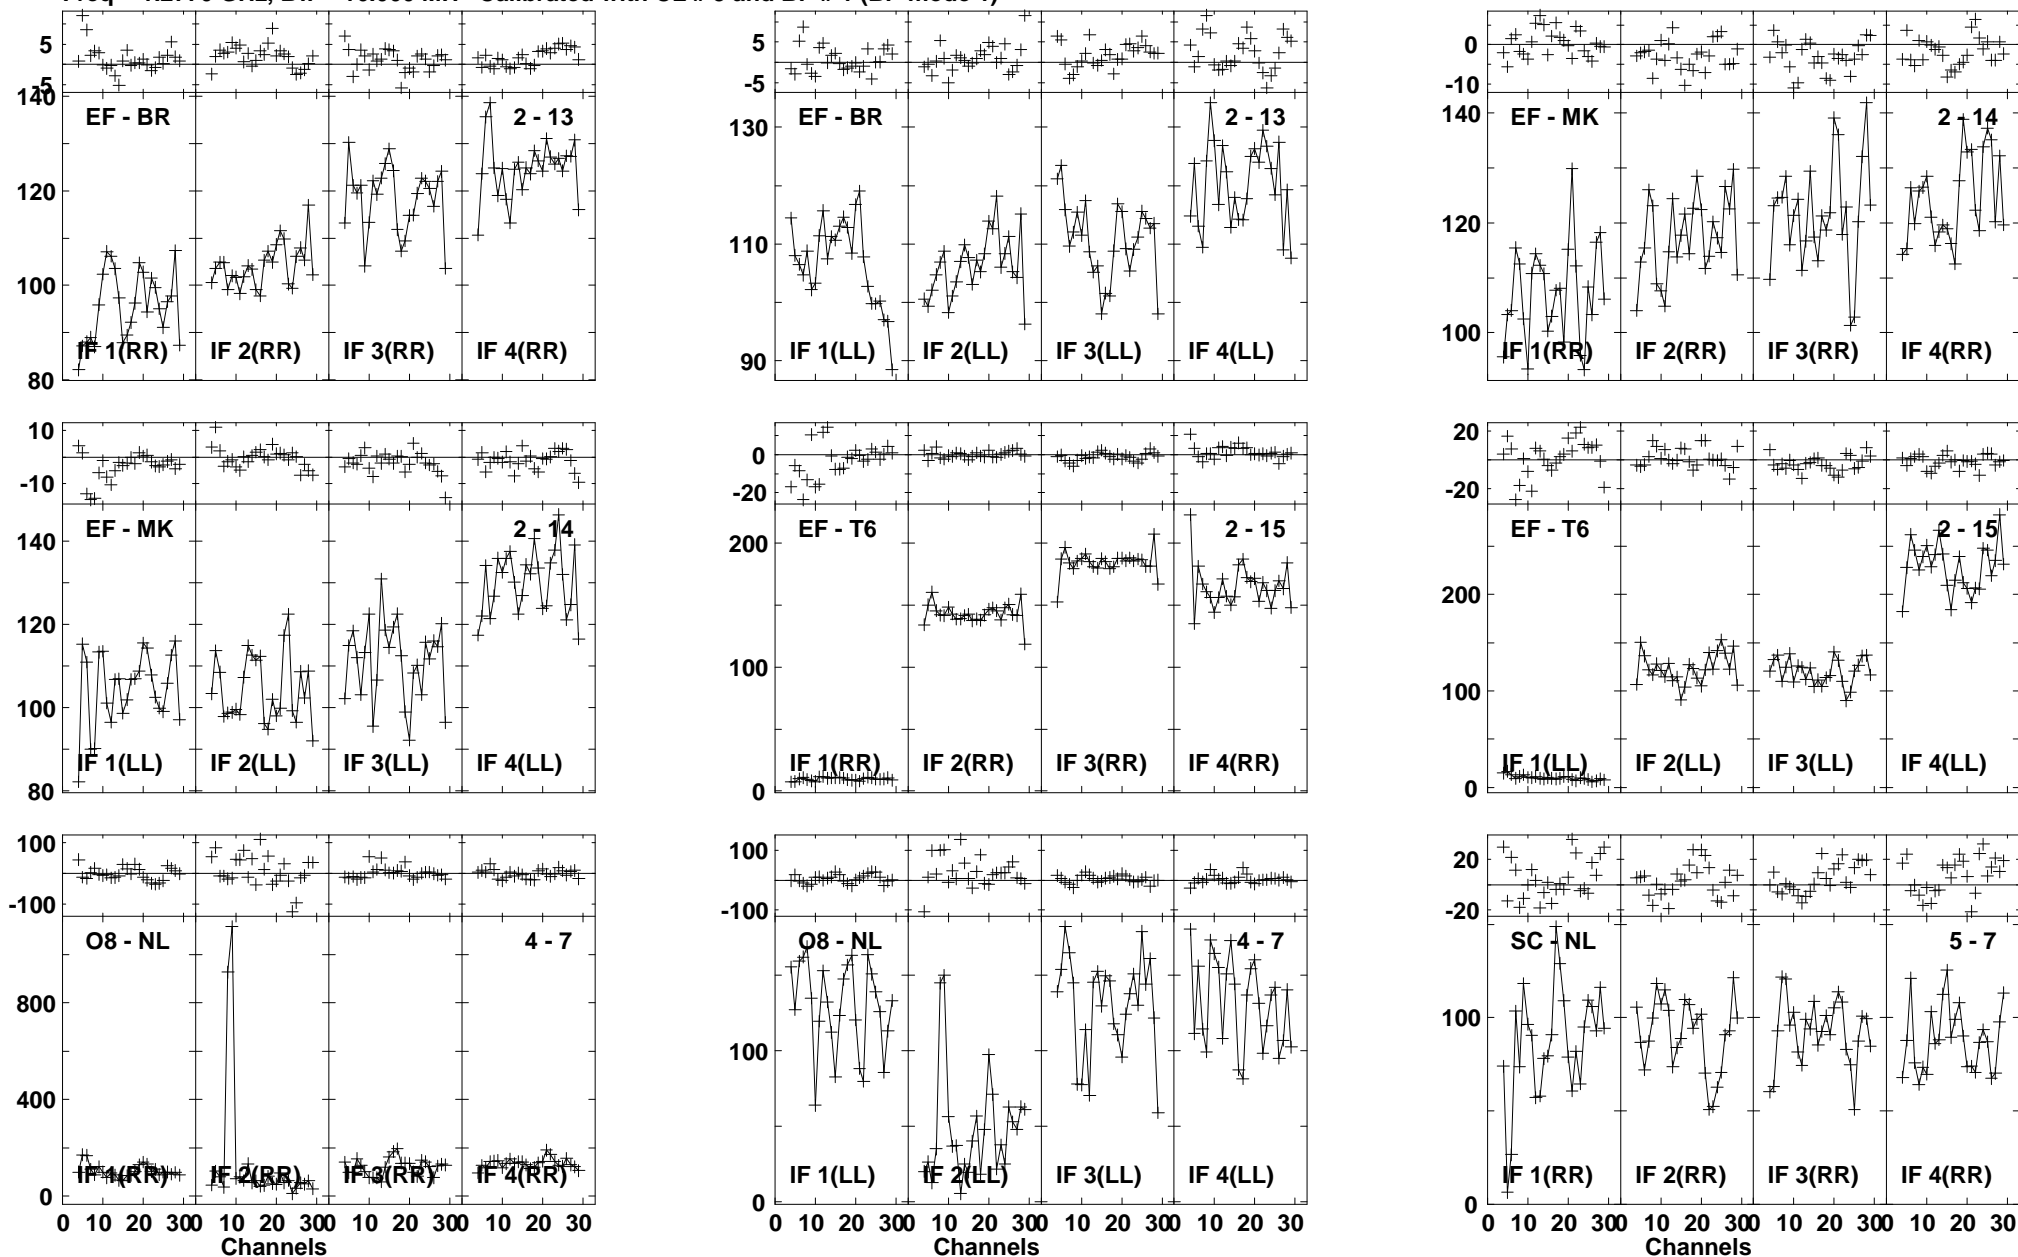 5 5 0
-5 -5 -10
140 EF - BR 2 - 13 130 EF - BR 2 - 13 140 EF - MK 2 - 14
120 110 120
100 90 100
80
IF 1(RR) IF 2(RR) IF 3(RR) IF 4(RR) IF 1(LL) IF 2(LL) IF 3(LL) IF 4(LL) IF 1(RR) IF 2(RR) IF 3(RR) IF 4(RR)
10 20 20
0 0
-10 -20 -20
EF - MK 2 - 14 EF - T6 2 - 15 EF - T6 2 - 15
140 200 200
120 100 100
100
IF 1(LL) IF 2(LL) IF 3(LL) IF 4(LL) IF 1(RR) IF 2(RR) IF 3(RR) IF 4(RR) IF 1(LL) IF 2(LL) IF 3(LL) IF 4(LL)
80 0 0
100 100 20
-100 -100 -20
O8 - NL 4 - 7 O8 - NL 4 - 7 SC - NL 5 - 7
800 100 100
400
IF 1(RR) IF 2(RR) IF 3(RR) IF 4(RR) IF 1(LL) IF 2(LL) IF 3(LL) IF 4(LL) IF 1(RR) IF 2(RR) IF 3(RR) IF 4(RR)
0 0 0
0 10 20 30 0 10 20 30 0 10 20 30 0 10 20 30 0 10 20 30 0 10 20 30 0 10 20 30 0 10 20 30 0 10 20 30 0 10 20 30 0 10 20 30 0 10 20 30
Channels Channels Channels